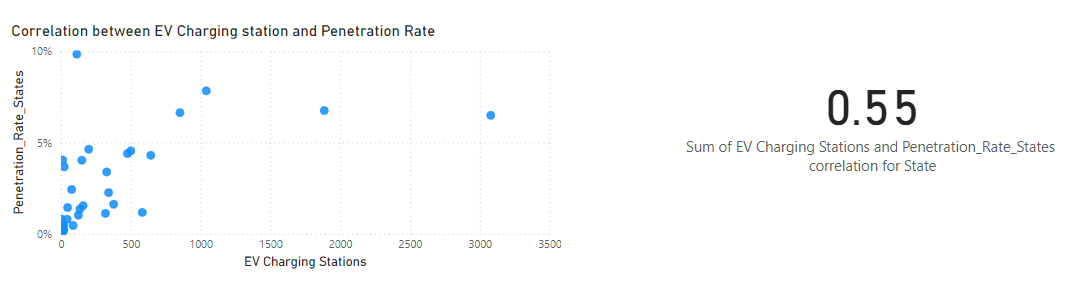 Correlation between EV Charging station and Penetration Rate
10%
5%
0%
Penetration_Rate_States
0 500 1000 1500 2000 2500 3000 3500
EV Charging Stations
0.55
Sum of EV Charging Stations and Penetration_Rate_States
correlation for State